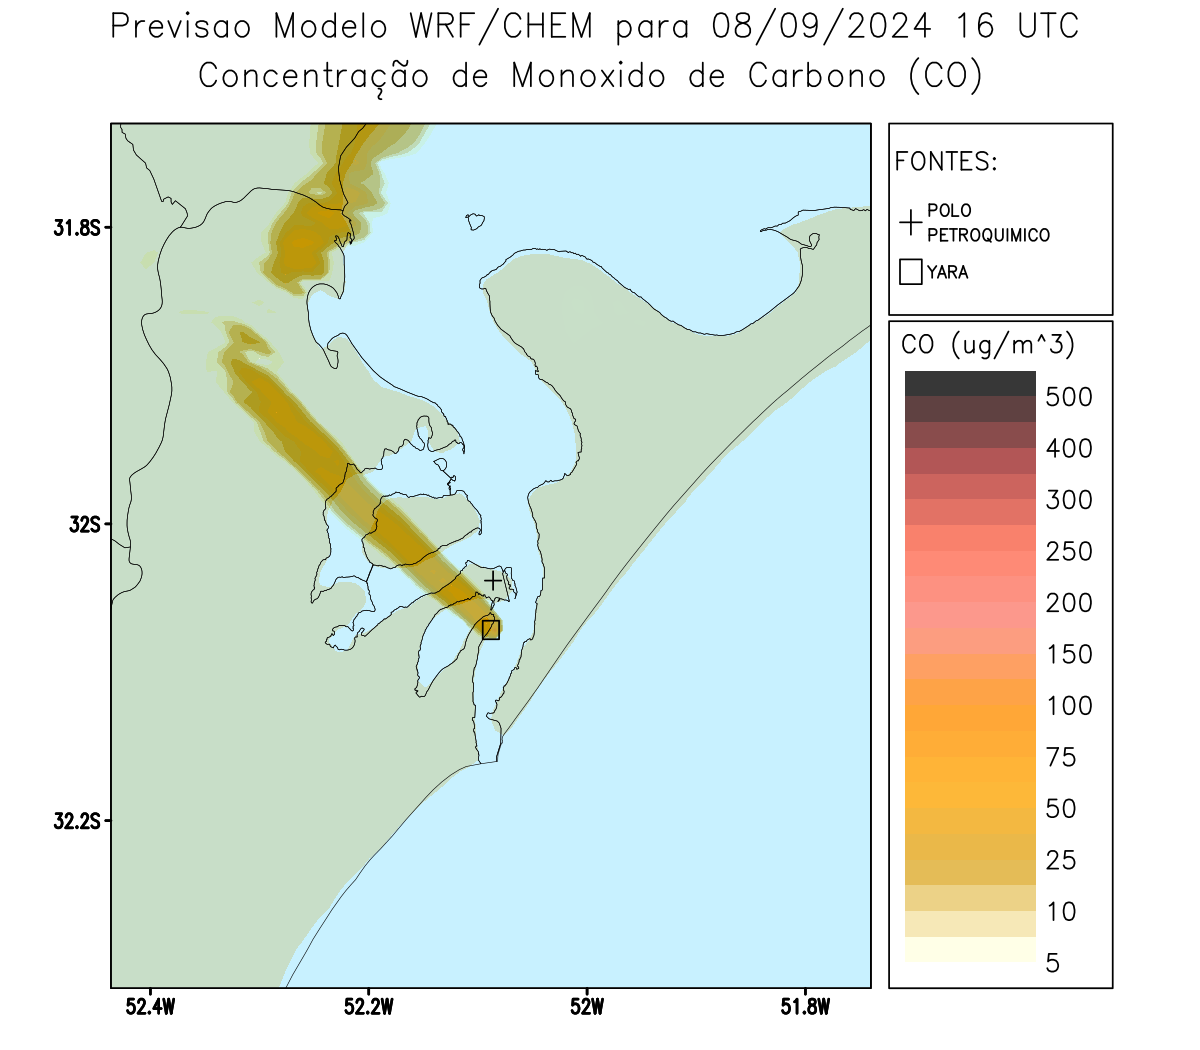 Previsao Modelo WRF/CHEM para 08/09/2024 16 UTC
Concentração de Monoxido de Carbono (CO)
FONTES:
POLO
PETROQUIMICO
YARA
CO (ug/m^3)
500
400
300
250
200
150
100
75
50
25
10
5
31.8S
32S
32.2S
52.4W
52.2W
52W
51.8W